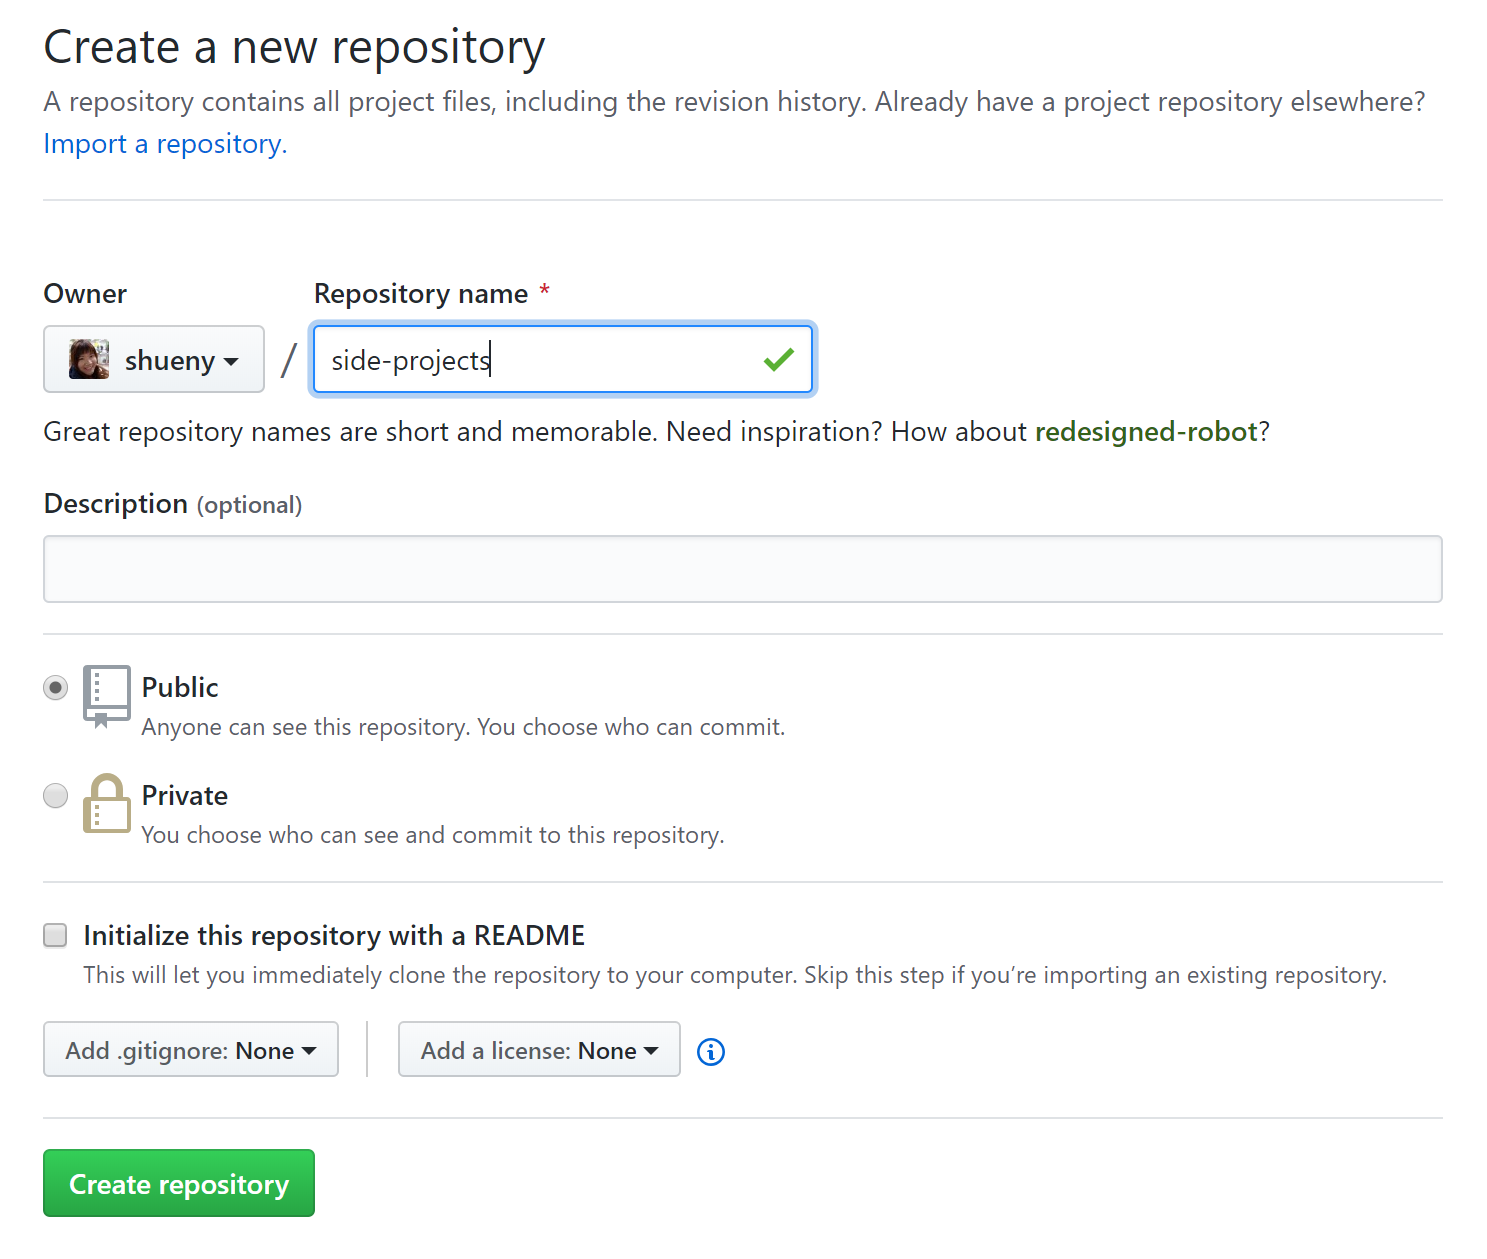 Create a new repository
A repository contains all project files, including the revision history. Already have a project repository elsewhere?
Import a repository.
Owner
Repository name *
shueny
/
side-projects
Great repository names are short and memorable. Need inspiration? How about redesigned-robot?
Description (optional)
Public
Anyone can see this repository. You choose who can commit.
Private
You choose who can see and commit to this repository.
Initialize this repository with a README
This will let you immediately clone the repository to your computer. Skip this step if you’re importing an existing repository.
Add .gitignore: None
Add a license: None
Create repository